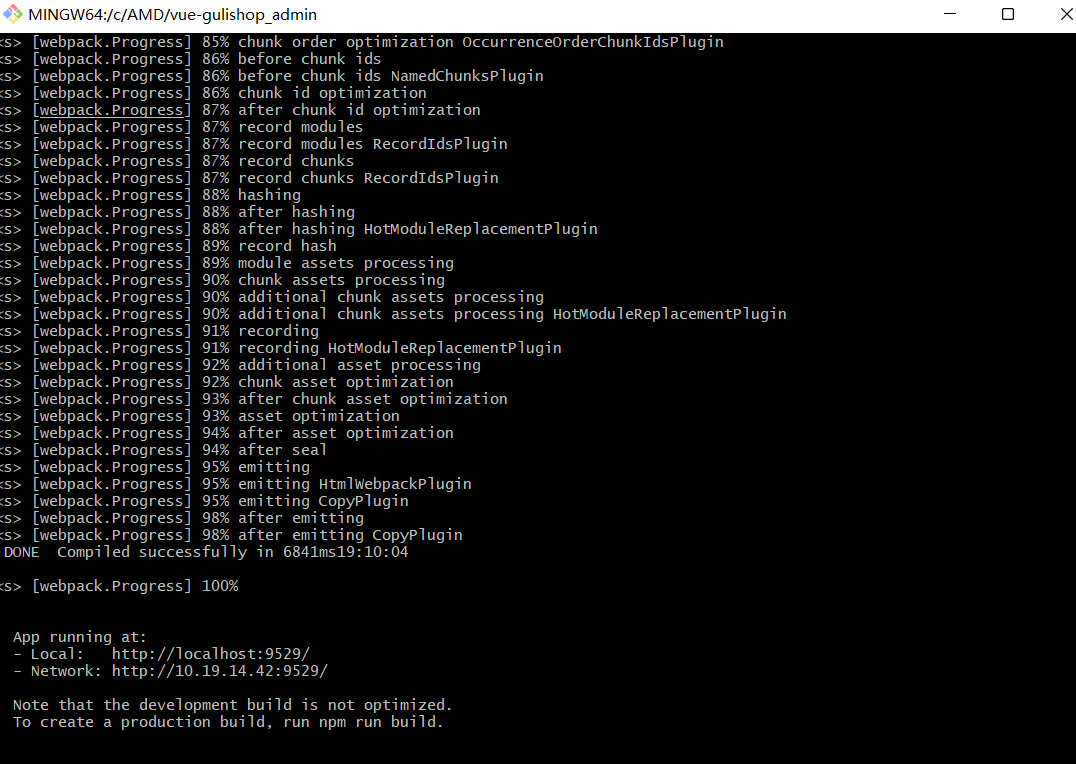 MINGW64:/c/AMD/vue-gulishop_admin
<s> [webpack.Progress] 85% chunk order optimization OccurrenceOrderChunkIdsPlugin
<s> [webpack.Progress] 86% before chunk ids
<s> [webpack.Progress] 86% before chunk ids NamedChunksPlugin
<s> [webpack.Progress] 86% chunk id optimization
<s> [webpack.Progress] 87% after chunk id optimization
<s> [webpack.Progress] 87% record modules
<s> [webpack.Progress] 87% record modules RecordIdsPlugin
<s> [webpack.Progress] 87% record chunks
<s> [webpack.Progress] 87% record chunks RecordIdsPlugin
<s> [webpack.Progress] 88% hashing
<s> [webpack.Progress] 88% after hashing
<s> [webpack.Progress] 88% after hashing HotModuleReplacementPlugin
<s> [webpack.Progress] 89% record hash
<s> [webpack.Progress] 89% module assets processing
<s> [webpack.Progress] 90% chunk assets processing
<s> [webpack.Progress] 90% additional chunk assets processing
<s> [webpack.Progress] 90% additional chunk assets processing HotModuleReplacementPlugin
<s> [webpack.Progress] 91% recording
<s> [webpack.Progress] 91% recording HotModuleReplacementPlugin
<s> [webpack.Progress] 92% additional asset processing
<s> [webpack.Progress] 92% chunk asset optimization
<s> [webpack.Progress] 93% after chunk asset optimization
<s> [webpack.Progress] 93% asset optimization
<s> [webpack.Progress] 94% after asset optimization
<s> [webpack.Progress] 94% after seal
<s> [webpack.Progress] 95% emitting
<s> [webpack.Progress] 95% emitting HtmlWebpackPlugin
<s> [webpack.Progress] 95% emitting CopyPlugin
<s> [webpack.Progress] 98% after emitting
<s> [webpack.Progress] 98% after emitting CopyPlugin
DONE  Compiled successfully in 6841ms19:10:04
<s> [webpack.Progress] 100%
App running at:
- Local:   http://localhost:9529/
- Network: http://10.19.14.42:9529/
Note that the development build is not optimized.
To create a production build, run npm run build.